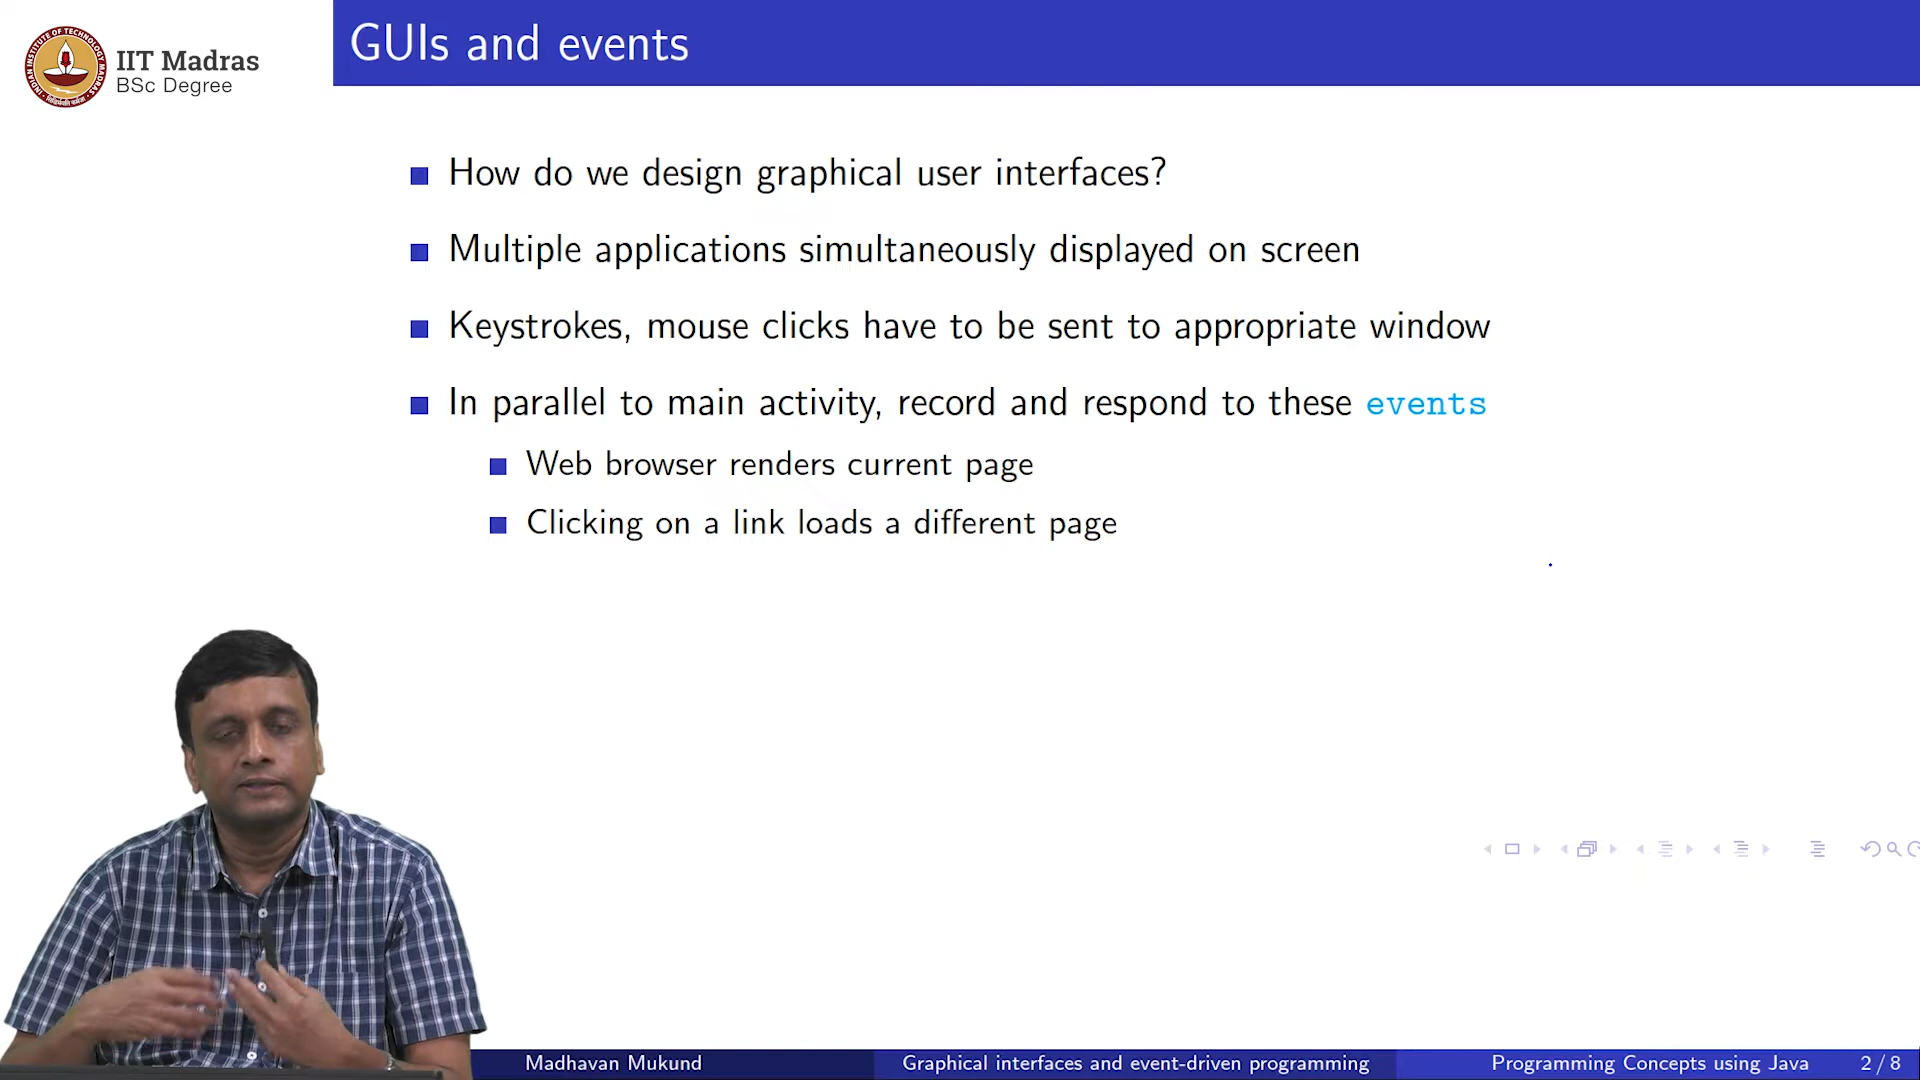 IIT Madras
BSc Degree
GUIs and events
How do we design graphical user interfaces?
Multiple applications simultaneously displayed on screen
Keystrokes, mouse clicks have to be sent to appropriate window
In parallel to main activity, record and respond to these events
Web browser renders current page
Clicking on a link loads a different page
Madhavan Mukund
Graphical interfaces and event-driven programming
Programming Concepts using Java
2 / 8